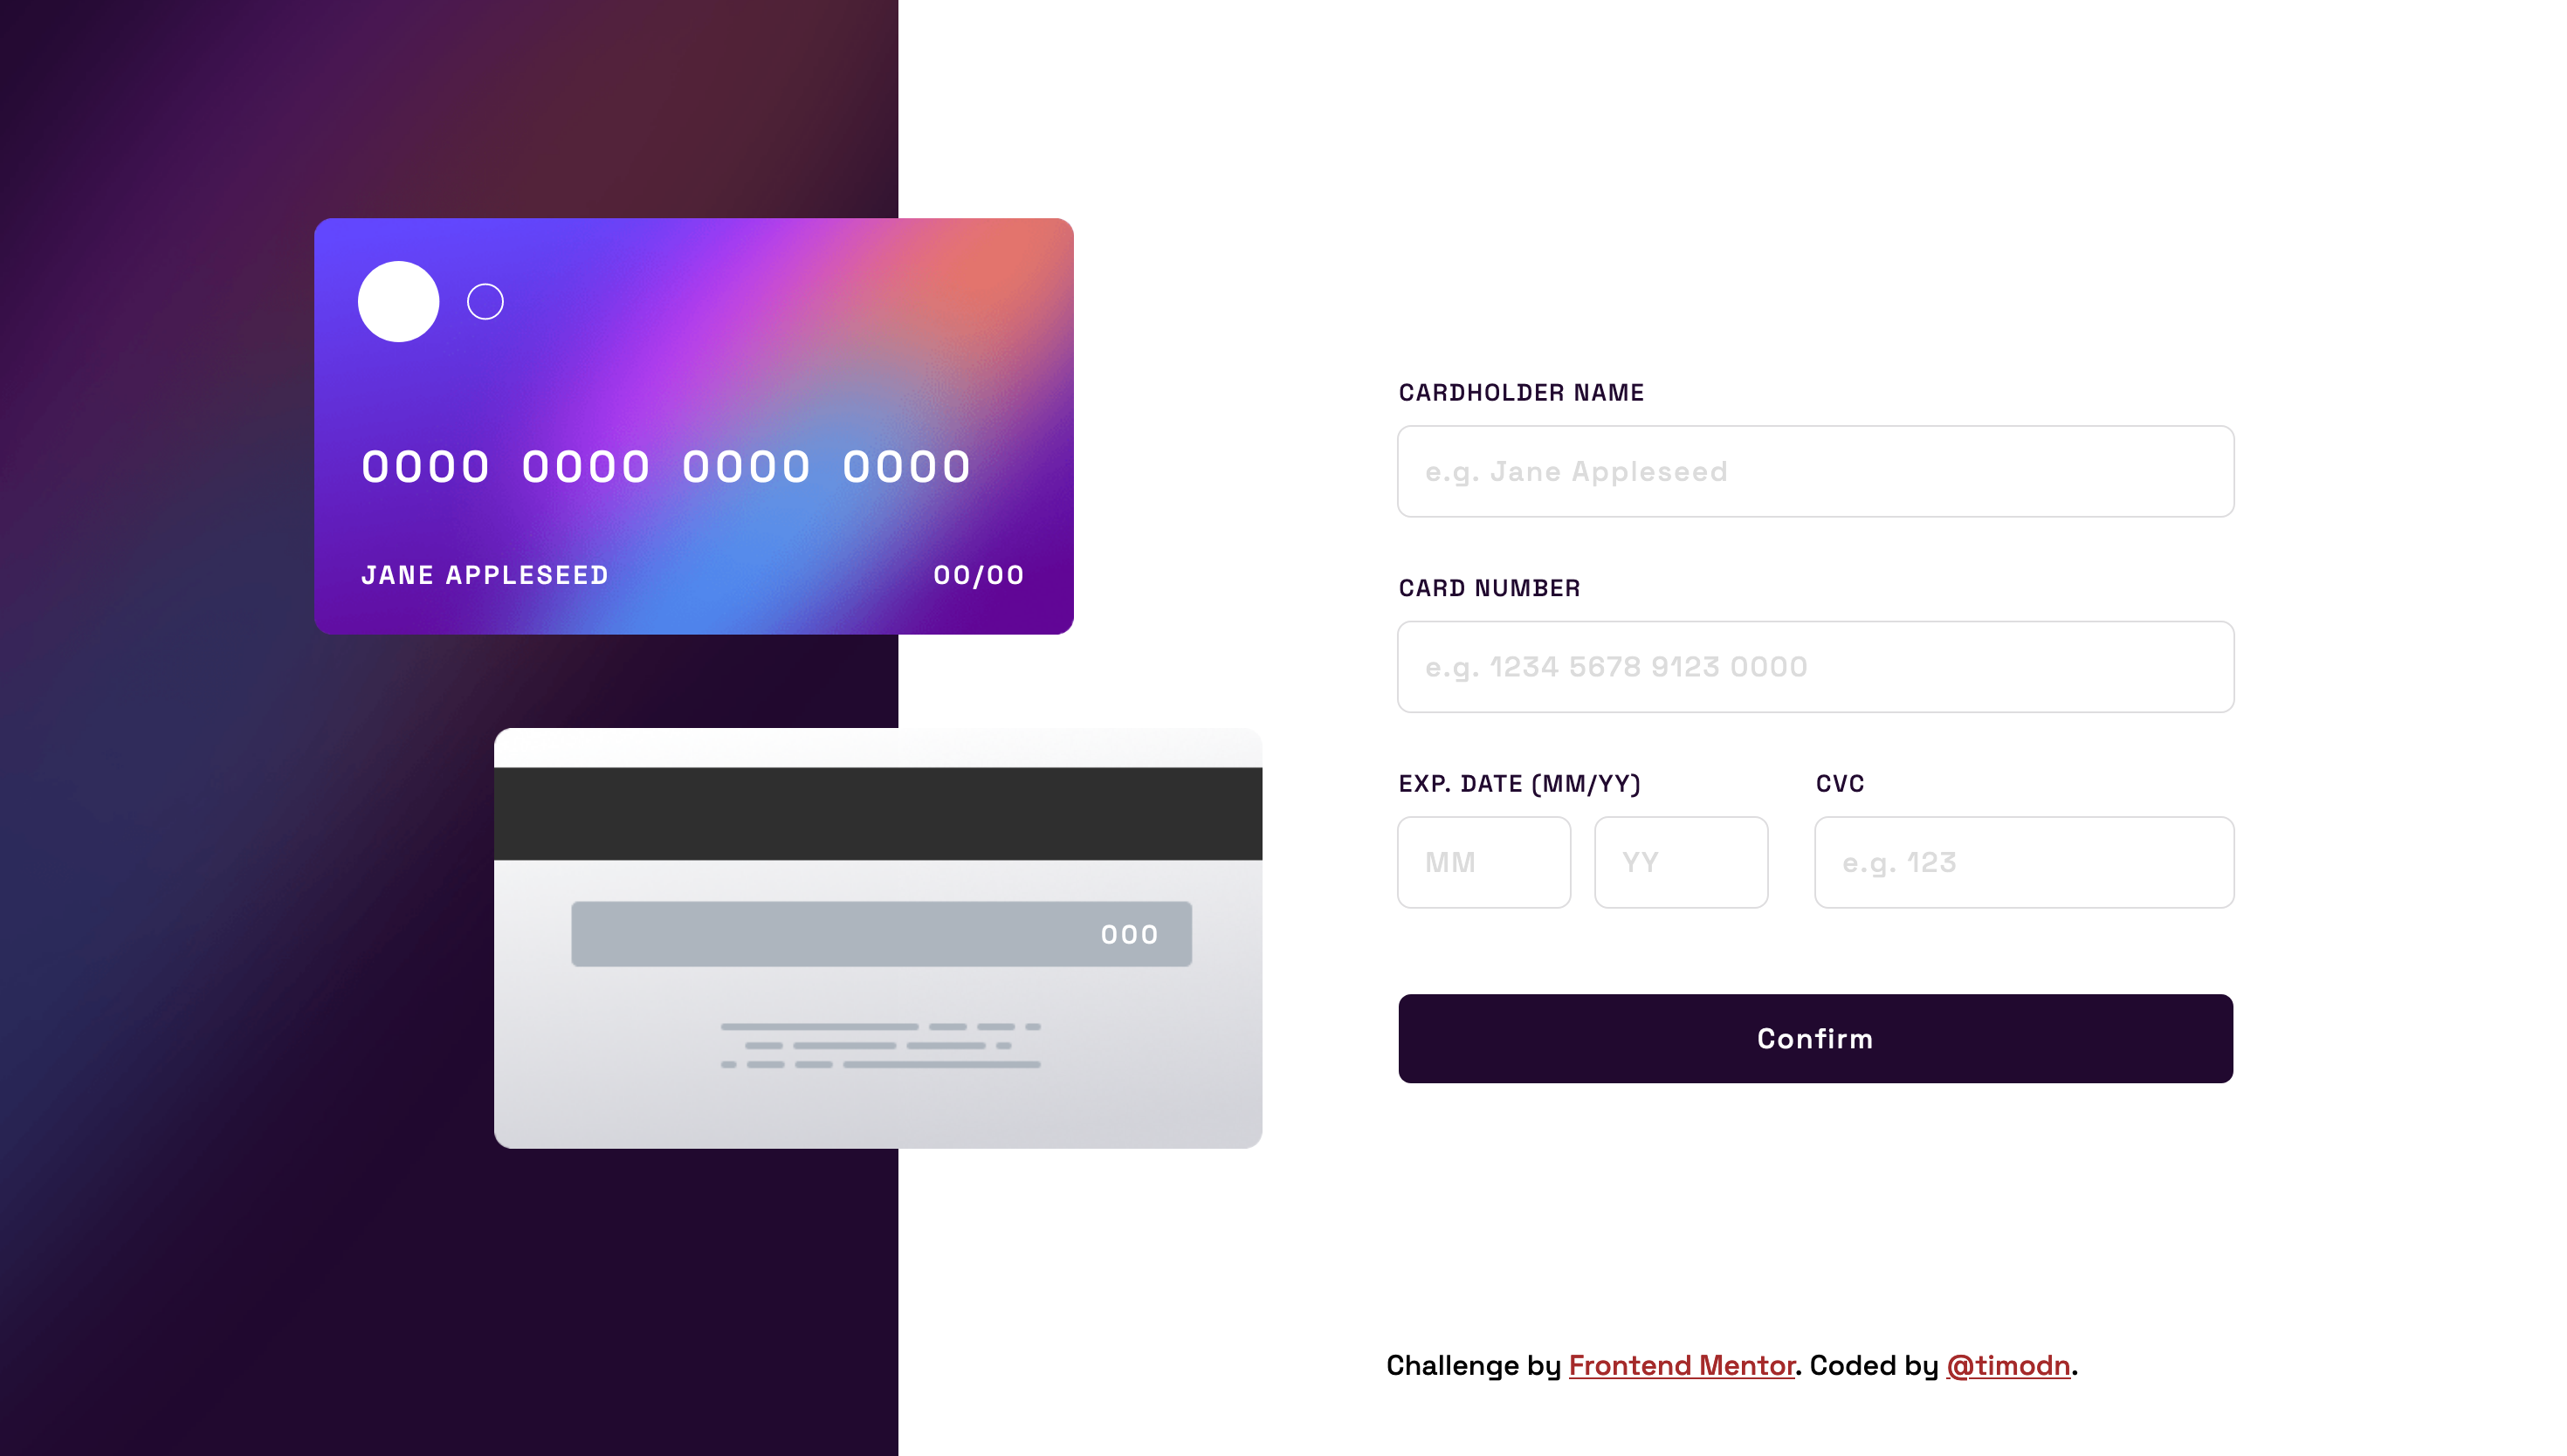 0000 0000 0000 0000
JANE APPLESEED 00/00
000
CARDHOLDER NAME
e.g. Jane Appleseed
CARD NUMBER
e.g. 1234 5678 9123 0000
EXP. DATE (MM/YY) CVC
MM YY e.g. 123
Confirm
Challenge by Frontend Mentor. Coded by @timodn.